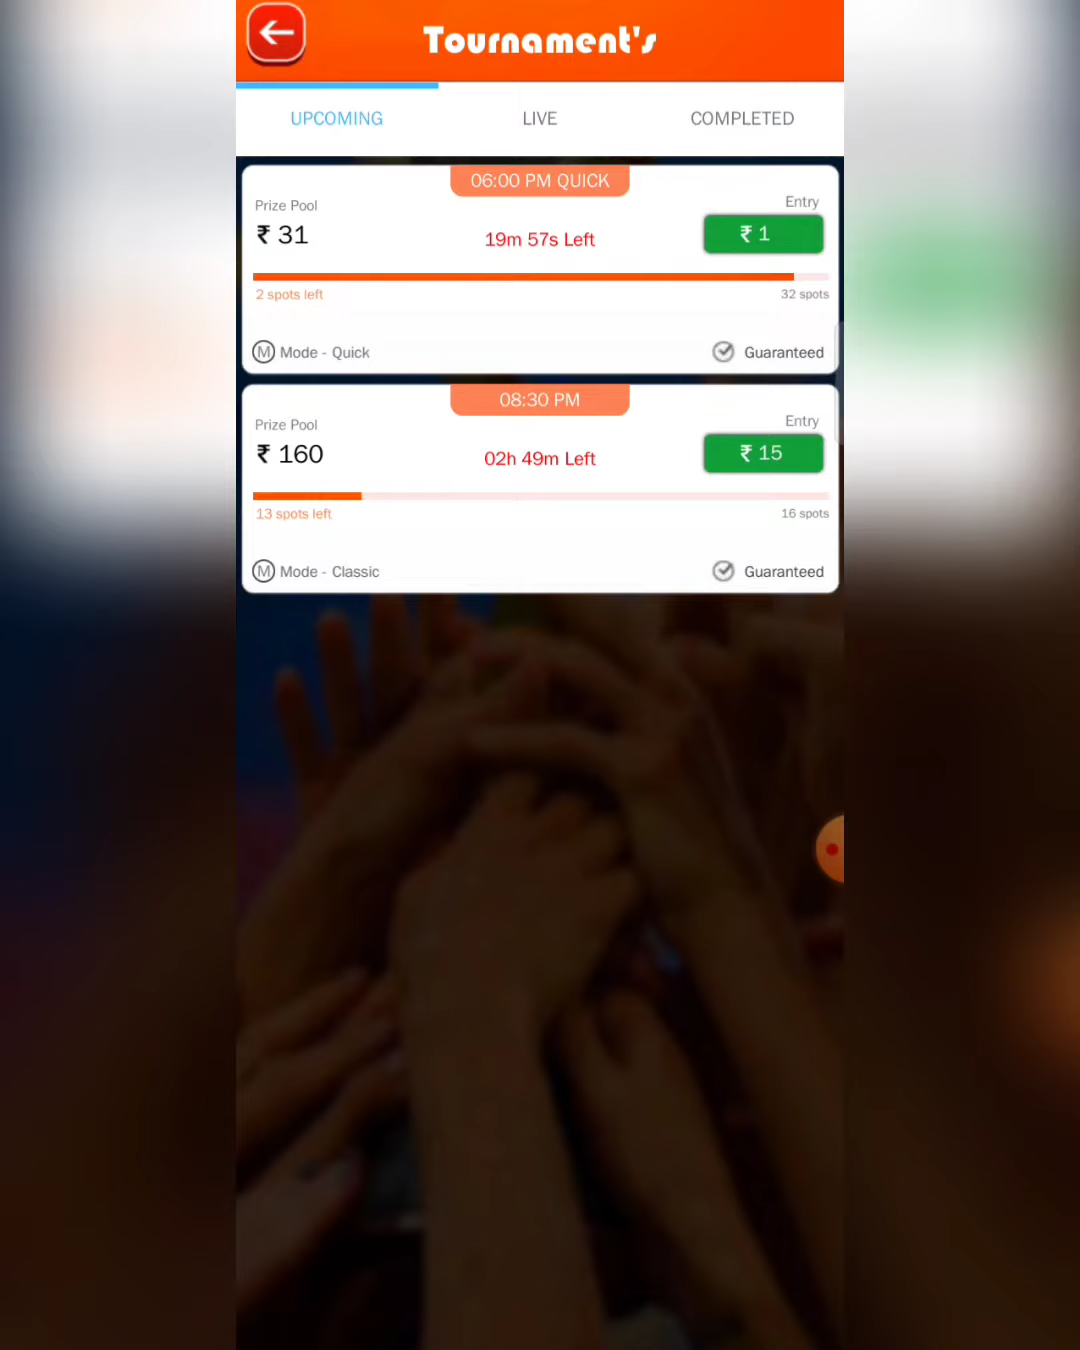 Tournament's
UPCOMING LIVE COMPLETED
06:00 PM QUICK
Prize Pool Entry
₹ 31 19m 57s Left ₹ 1
2 spots left 32 spots
M Mode - Quick Guaranteed
08:30 PM
Prize Pool Entry
₹ 160 02h 49m Left ₹ 15
13 spots left 16 spots
M Mode - Classic Guaranteed